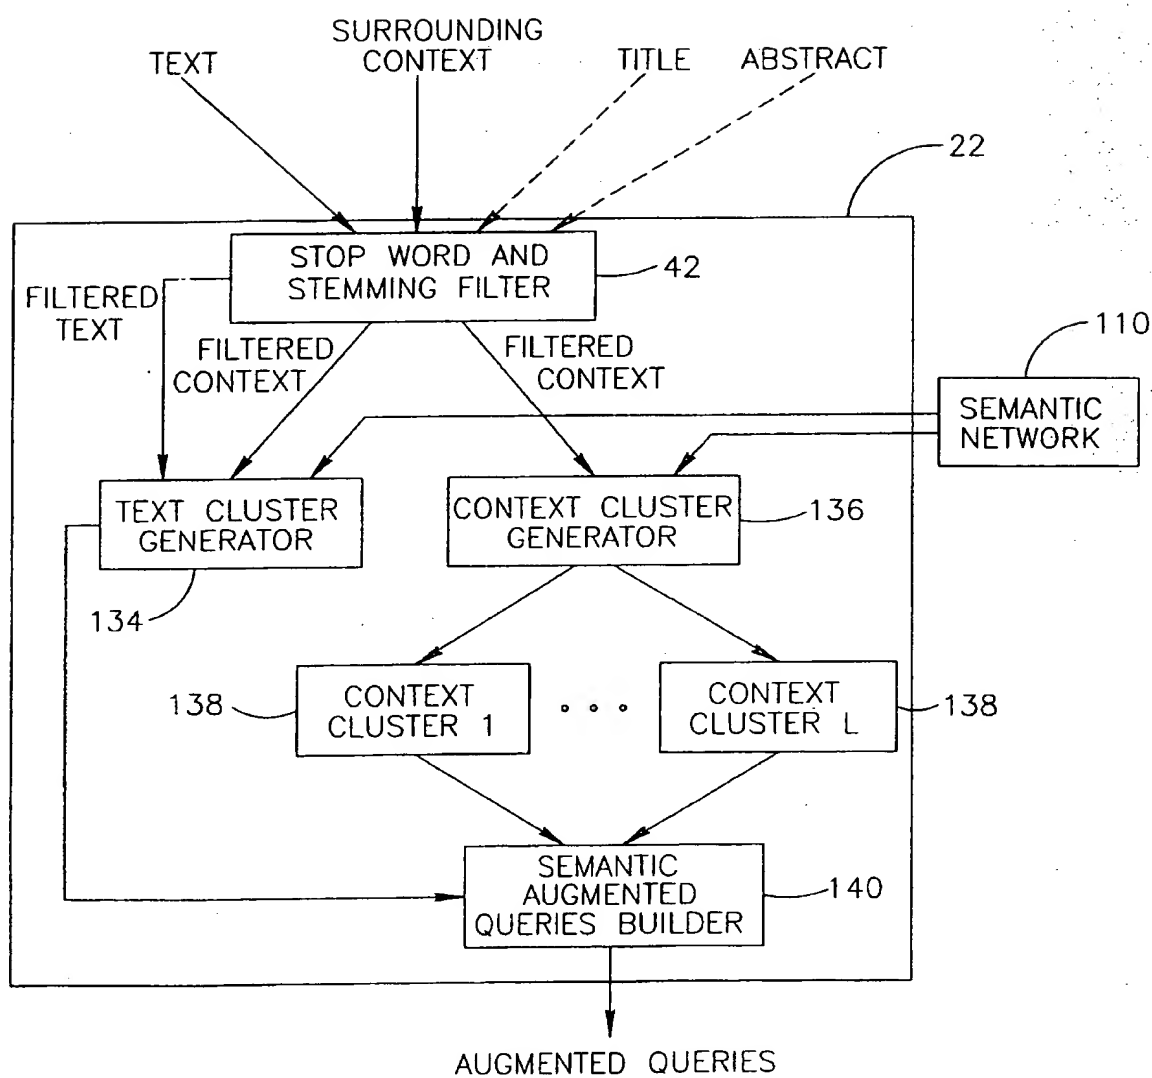 SURROUNDING
CONTEXT
TEXT
TITLE
ABSTRACT
22
STOP WORD AND
STEMMING FILTER
42
FILTERED
TEXT
FILTERED
CONTEXT
FILTERED
CONTEXT
110
SEMANTIC
NETWORK
TEXT CLUSTER
GENERATOR
134
CONTEXT CLUSTER
GENERATOR
136
138
CONTEXT
CLUSTER 1
CONTEXT
CLUSTER L
138
SEMANTIC
AUGMENTED
QUERIES BUILDER
140
AUGMENTED QUERIES